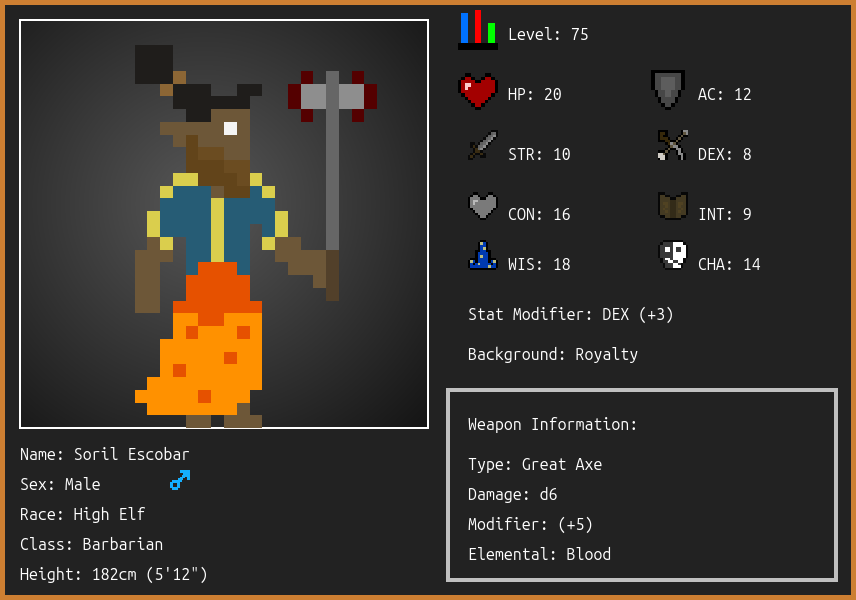 Level: 75
HP: 20
AC: 12
STR: 10
DEX: 8
CON: 16
INT: 9
WIS: 18
CHA: 14
Stat Modifier: DEX (+3)
Background: Royalty
Weapon Information:
Type: Great Axe
Damage: d6
Modifier: (+5)
Elemental: Blood
Name: Soril Escobar
Sex: Male
Race: High Elf
Class: Barbarian
Height: 182cm (5'12")